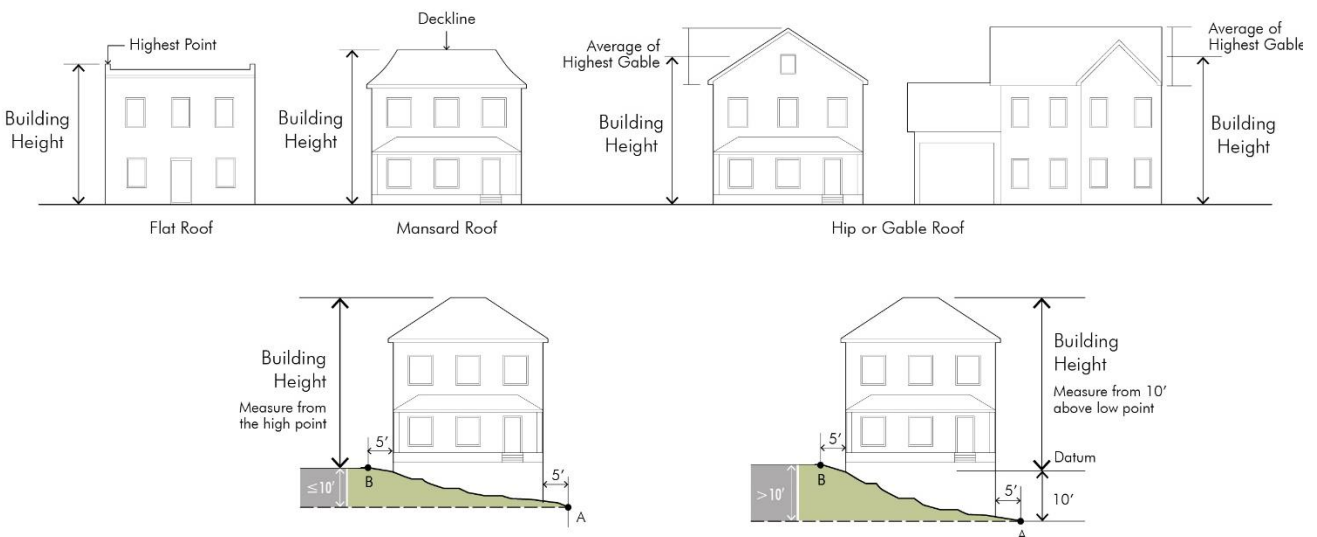 Deckline
Highest Point
Building
Height
Building
Height
Average of
Highest Gable
Building
Height
Average of
Highest Gable
Building
Height
Flat Roof
Mansard Roof
Hip or Gable Roof
Building
Height
Measure from
the high point
5'
B
≤10'
5'
A
Building
Height
Measure from 10'
above low point
5'
B
Datum
>10'
5'
10'
A